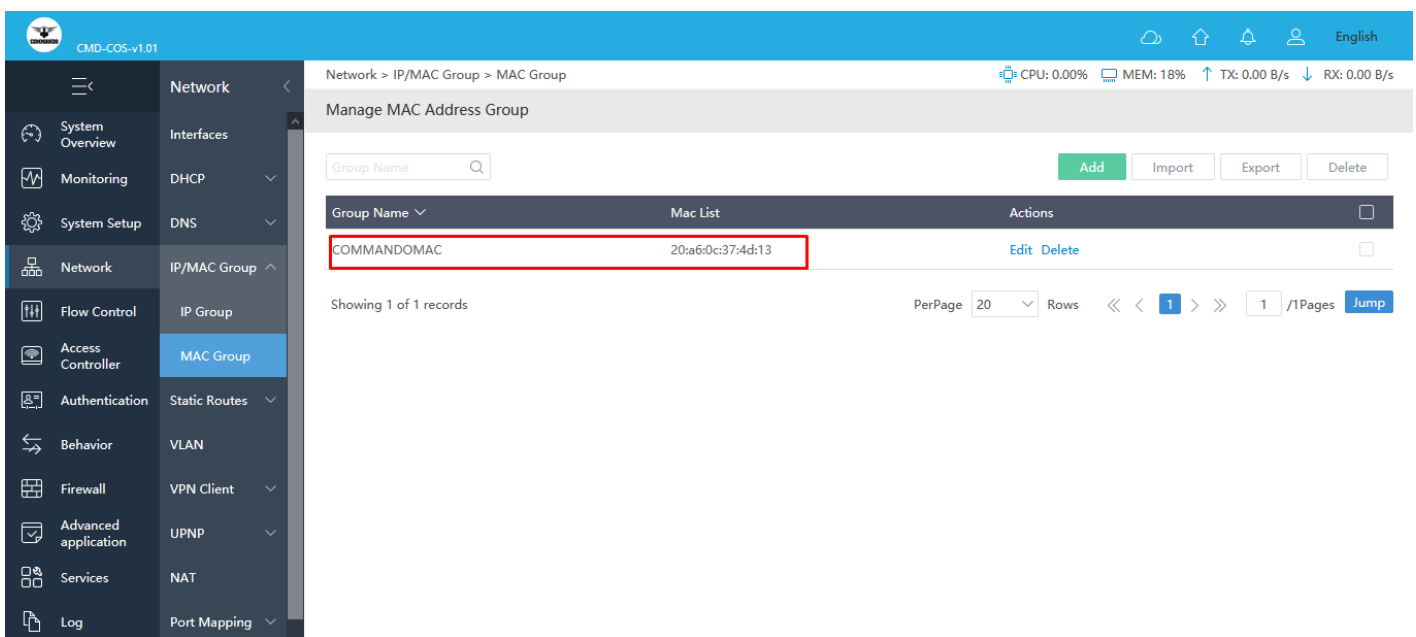 COMMANDO
CMD-COS-v1.01
English
Network
Network > IP/MAC Group > MAC Group
CPU: 0.00%
MEM: 18%
TX: 0.00 B/s
RX: 0.00 B/s
Manage MAC Address Group
System Overview
Monitoring
System Setup
Network
Flow Control
Access Controller
Authentication
Behavior
Firewall
Advanced application
Services
Log
Interfaces
DHCP
DNS
IP/MAC Group
IP Group
MAC Group
Static Routes
VLAN
VPN Client
UPNP
NAT
Port Mapping
Group Name
Add Import Export Delete
Group Name Mac List Actions
COMMANDOMAC 20:a6:0c:37:4d:13 Edit Delete
Showing 1 of 1 records
PerPage 20 Rows 1 1 /1Pages Jump